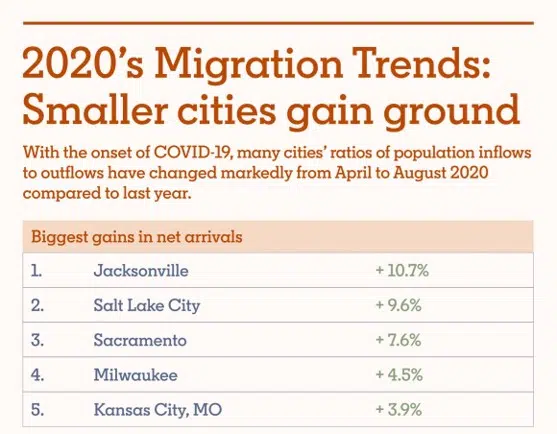 2020’s Migration Trends:
Smaller cities gain ground
With the onset of COVID-19, many cities’ ratios of population inflows
to outflows have changed markedly from April to August 2020
compared to last year.
Biggest gains in net arrivals
1. Jacksonville + 10.7%
2. Salt Lake City + 9.6%
3. Sacramento + 7.6%
4. Milwaukee + 4.5%
5. Kansas City, MO + 3.9%